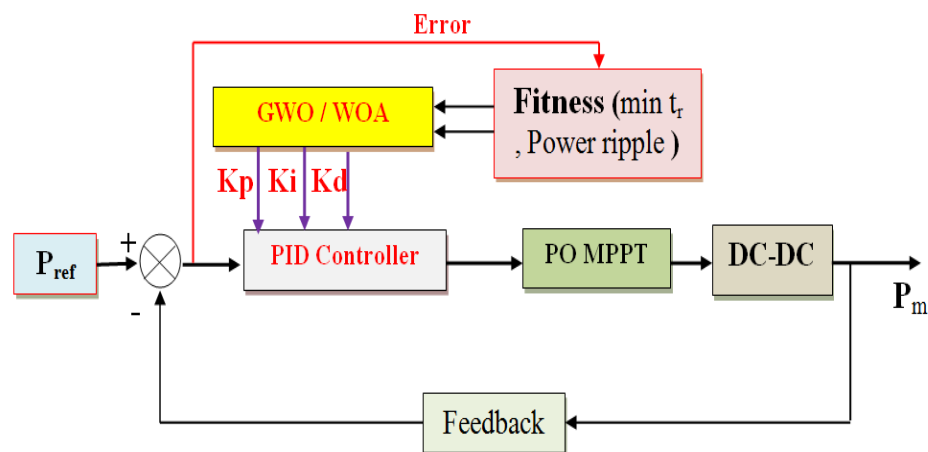 Error
Fitness (min tr
, Power ripple )
GWO / WOA
Kp Ki Kd
Pref
+
-
PID Controller
PO MPPT
DC-DC
Pm
Feedback